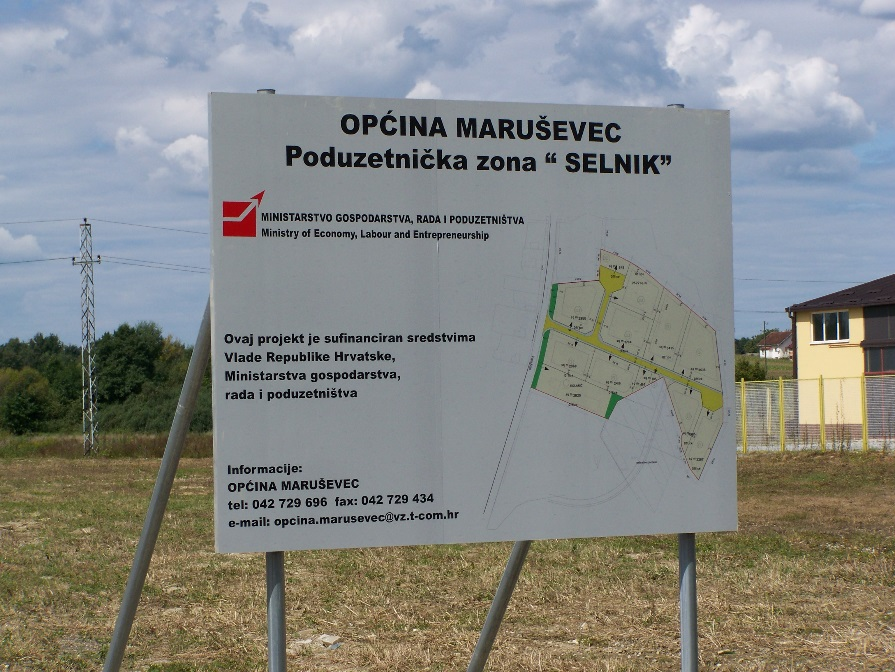 OPĆINA MARUŠEVEC
Poduzetnička zona “ SELNIK”
MINISTARSTVO GOSPODARSTVA, RADA I PODUZETNIŠTVA
Ministry of Economy, Labour and Entrepreneurship
Ovaj projekt je sufinanciran sredstvima
Vlade Republike Hrvatske,
Ministarstva gospodarstva,
rada i poduzetništva
Informacije:
OPĆINA MARUŠEVEC
tel: 042 729 696 fax: 042 729 434
e-mail: opcina.marusevec@vz.t-com.hr